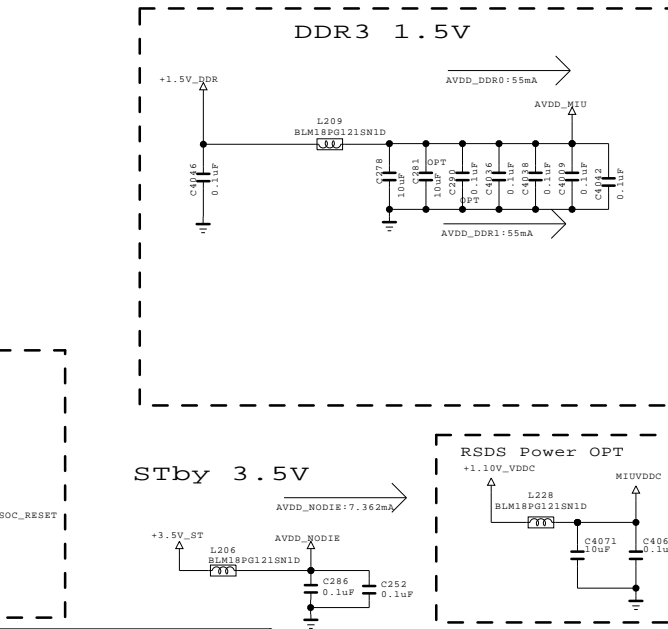 DDR3 1.5V
+1.5V_DDR
AVDD_DDR0:55mA
AVDD_MIU
L209
BLM18PG121SN1D
C4046
0.1uF
C278
10uF
C281
10uF
OPT
C290
0.1uF
OPT
C4036
0.1uF
C4038
0.1uF
C4009
0.1uF
C4042
0.1uF
AVDD_DDR1:55mA
SOC_RESET
STby 3.5V
AVDD_NODIE:7.362mA
+3.5V_ST
AVDD_NODIE
L206
BLM18PG121SN1D
C286
0.1uF
C252
0.1uF
RSDS Power OPT
+1.10V_VDDC
MIUVDDC
L228
BLM18PG121SN1D
C4071
10uF
C406
0.1u